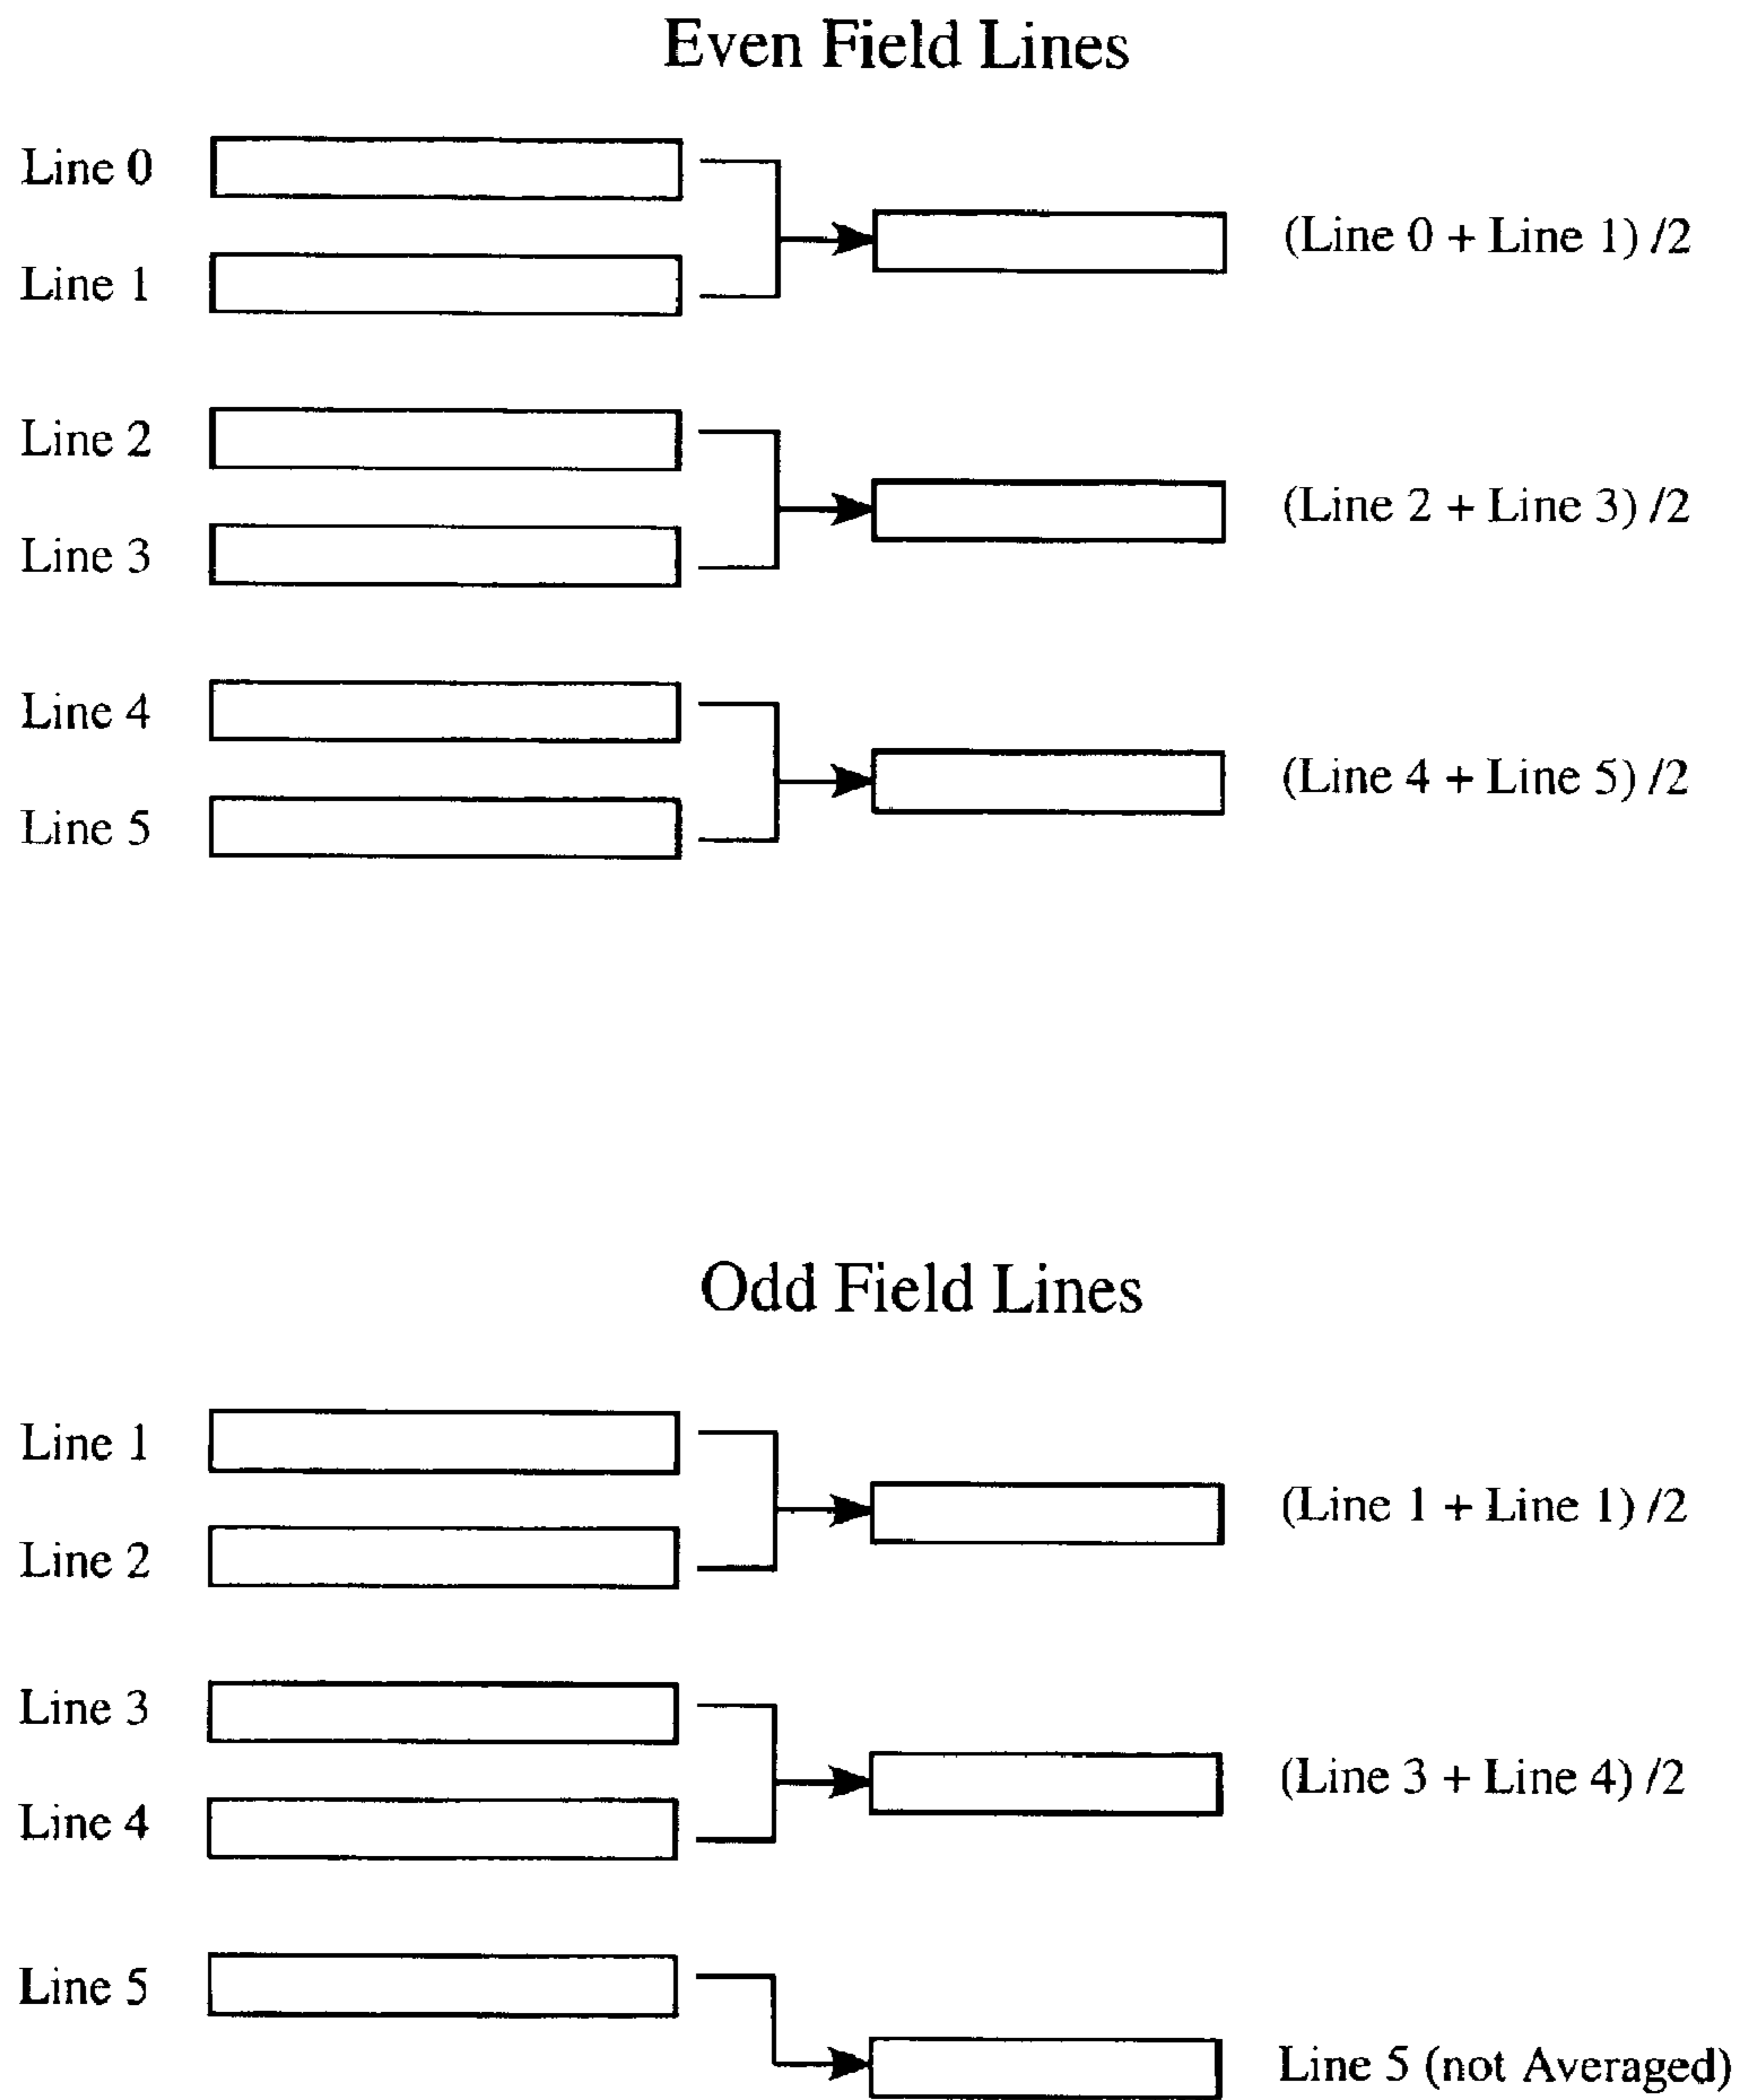 Even Field Lines
Line 0
(Line 0 + Line 1) /2
Line 1
Line 2
(Line 2 + Line 3) /2
Line 3
Line 4
(Line 4 + Line 5) /2
Line 5
Odd Field Lines
Line 1
(Line 1 + Line 1) /2
Line 2
Line 3
(Line 3 + Line 4) /2
Line 4
Line 5
Line 5 (not Averaged)